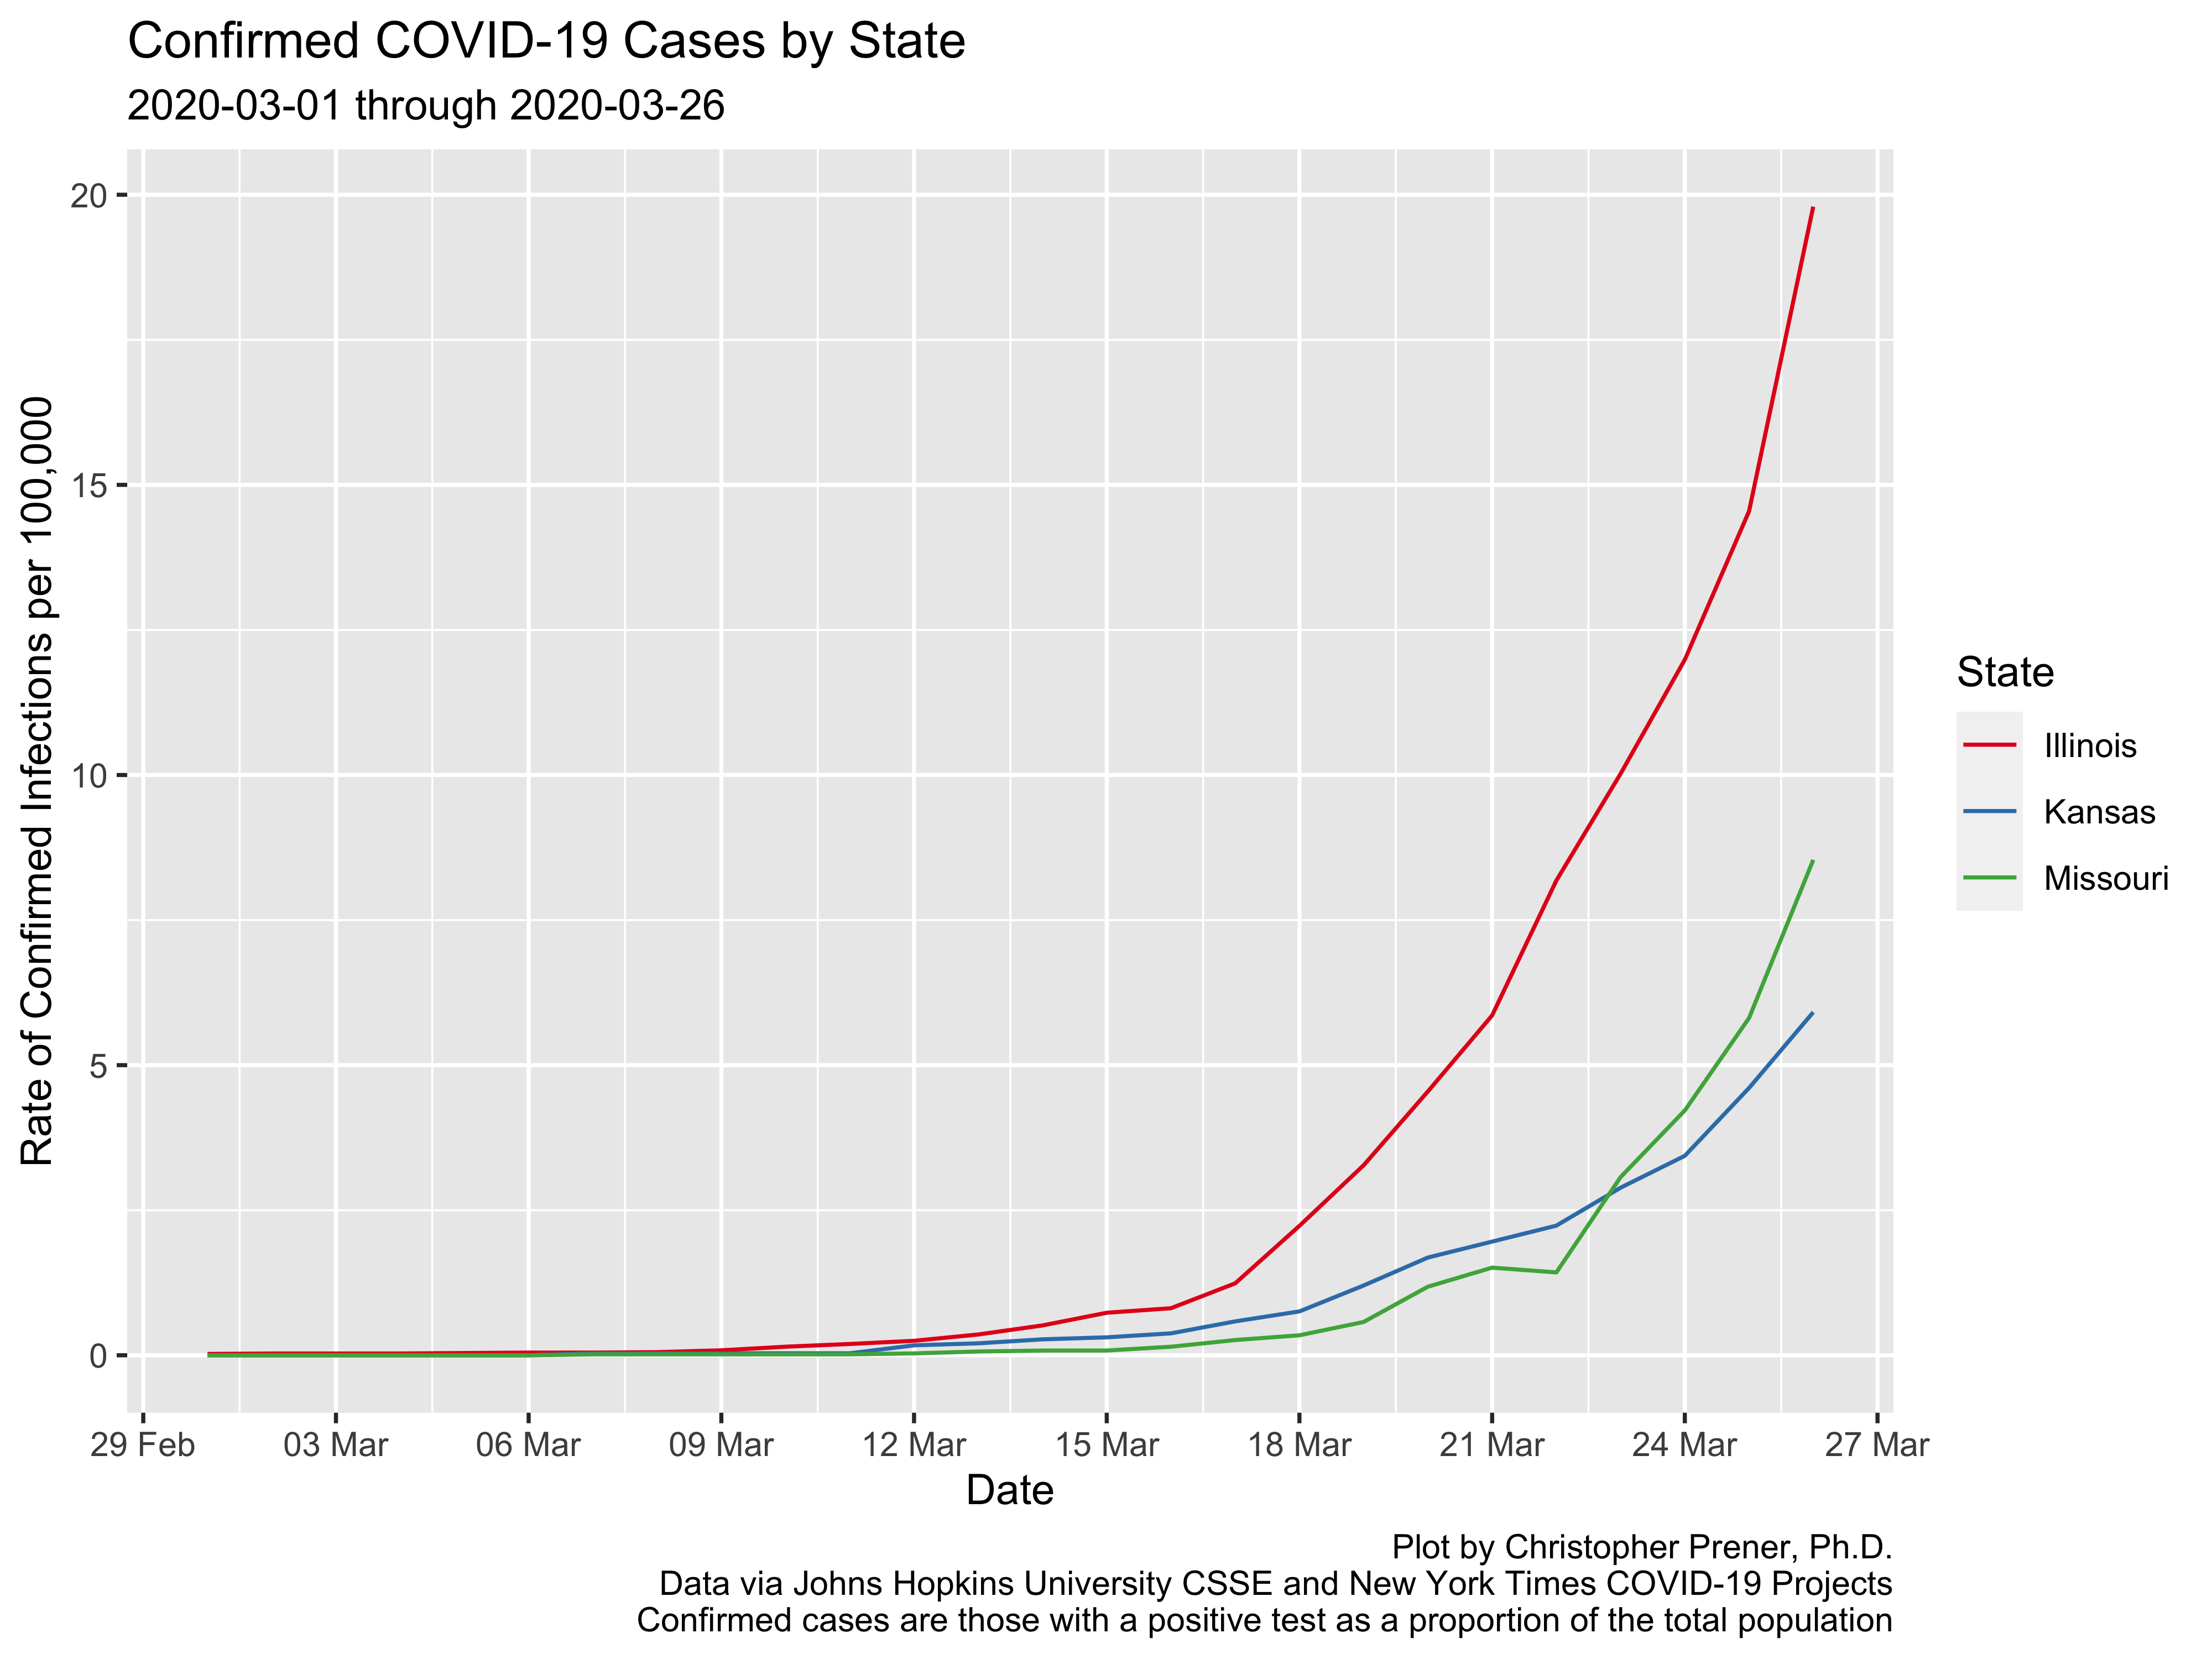 Confirmed COVID-19 Cases by State
2020-03-01 through 2020-03-26
Rate of Confirmed Infections per 100,000
20
15
10
5
0
29 Feb
03 Mar
06 Mar
09 Mar
12 Mar
15 Mar
18 Mar
21 Mar
24 Mar
27 Mar
Date
State
Illinois
Kansas
Missouri
Plot by Christopher Prener, Ph.D.
Data via Johns Hopkins University CSSE and New York Times COVID-19 Projects
Confirmed cases are those with a positive test as a proportion of the total population